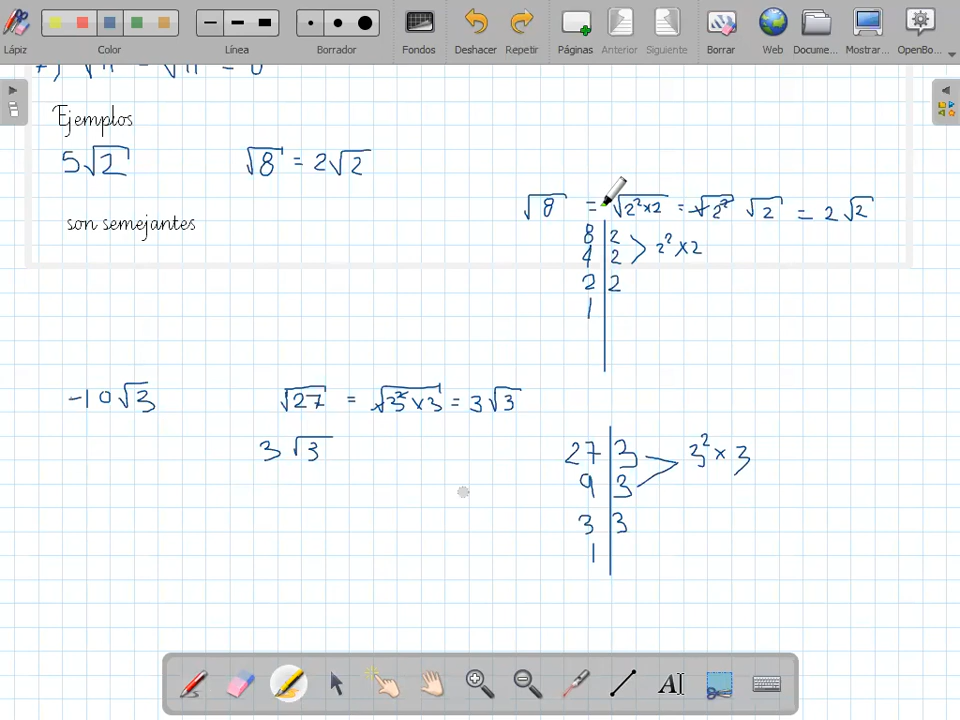 Lápiz Color Línea Borrador Fondos Deshacer Repetir Páginas Anterior Siguiente Borrar Web Docume... Mostrar... OpenBo...
Ejemplos
5√2 √8 = 2√2
√8 = √2²×2 = √2² √2 = 2√2
son semejantes
8 | 2
4 | 2 > 2²×2
2 | 2
1
-10√3 √27 = √3²×3 = 3√3
3√3
27 | 3 > 3²×3
9 | 3
3 | 3
1
A